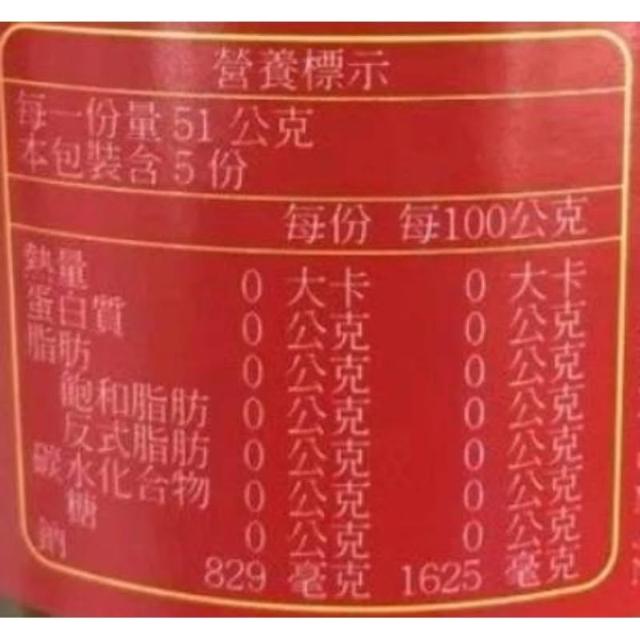 營養標示
每一份量 51 公克
本包裝含 5 份
每份 每100公克
熱量 0 大卡 0 大卡
蛋白質 0 公克 0 公克
脂肪 0 公克 0 公克
飽和脂肪 0 公克 0 公克
反式脂肪 0 公克 0 公克
碳水化合物 0 公克 0 公克
糖 0 公克 0 公克
鈉 829 毫克 1625 毫克